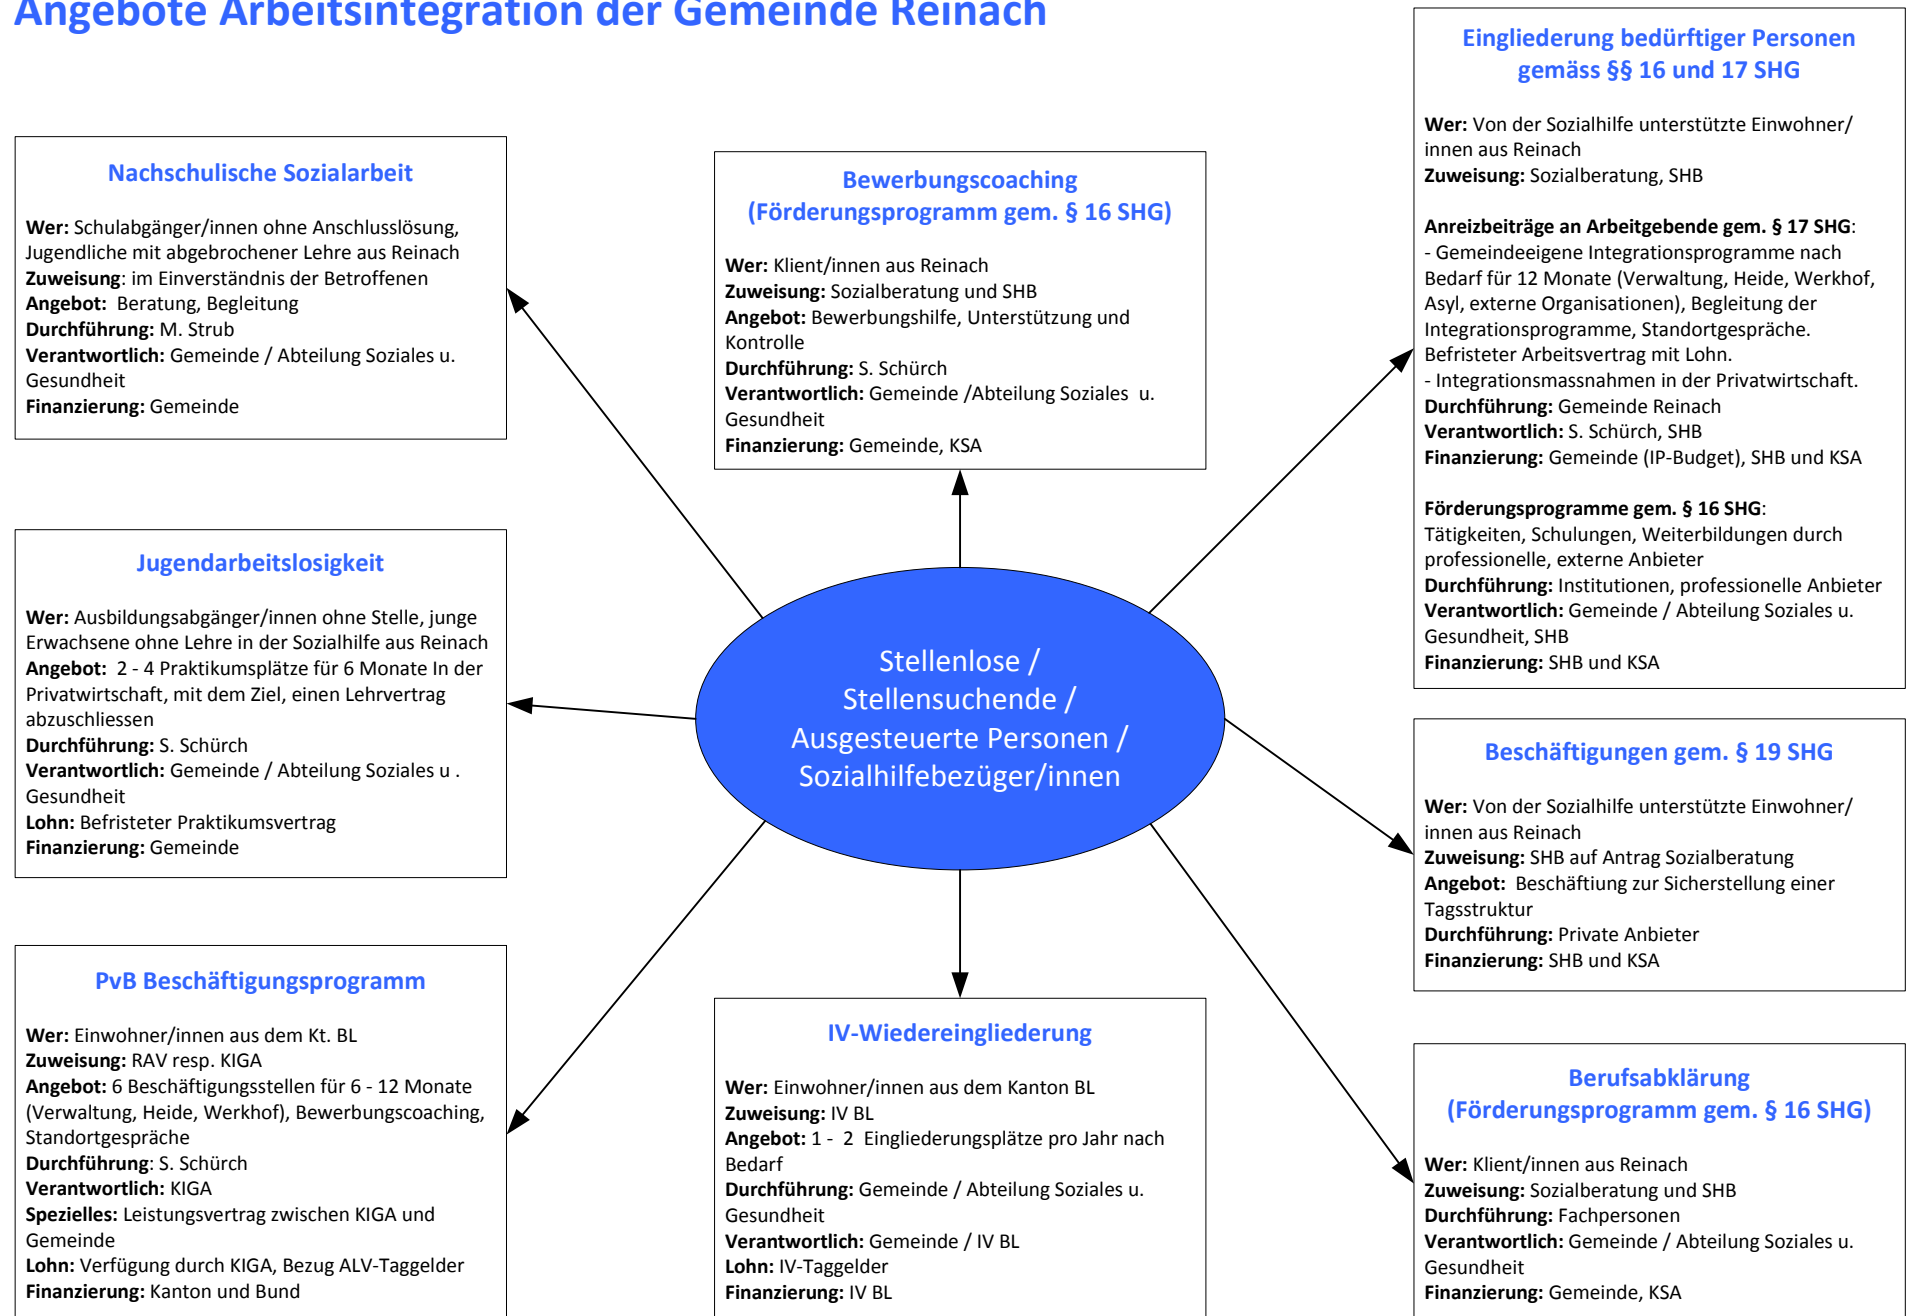 Angebote Arbeitsintegration der Gemeinde Reinach
Nachschulische Sozialarbeit
Wer: Schulabgänger/innen ohne Anschlusslösung,
Jugendliche mit abgebrochener Lehre aus Reinach
Zuweisung: im Einverständnis der Betroffenen
Angebot:  Beratung, Begleitung
Durchführung: M. Strub
Verantwortlich: Gemeinde / Abteilung Soziales u.
Gesundheit
Finanzierung: Gemeinde
Jugendarbeitslosigkeit
Wer: Ausbildungsabgänger/innen ohne Stelle, junge
Erwachsene ohne Lehre in der Sozialhilfe aus Reinach
Angebot:  2 - 4 Praktikumsplätze für 6 Monate In der
Privatwirtschaft, mit dem Ziel, einen Lehrvertrag
abzuschliessen
Durchführung: S. Schürch
Verantwortlich: Gemeinde / Abteilung Soziales u .
Gesundheit
Lohn: Befristeter Praktikumsvertrag
Finanzierung: Gemeinde
PvB Beschäftigungsprogramm
Wer: Einwohner/innen aus dem Kt. BL
Zuweisung: RAV resp. KIGA
Angebot: 6 Beschäftigungsstellen für 6 - 12 Monate
(Verwaltung, Heide, Werkhof), Bewerbungscoaching,
Standortgespräche
Durchführung: S. Schürch
Verantwortlich: KIGA
Spezielles: Leistungsvertrag zwischen KIGA und
Gemeinde
Lohn: Verfügung durch KIGA, Bezug ALV-Taggelder
Finanzierung: Kanton und Bund
Bewerbungscoaching
(Förderungsprogramm gem. § 16 SHG)
Wer: Klient/innen aus Reinach
Zuweisung: Sozialberatung und SHB
Angebot: Bewerbungshilfe, Unterstützung und
Kontrolle
Durchführung: S. Schürch
Verantwortlich: Gemeinde /Abteilung Soziales  u.
Gesundheit
Finanzierung: Gemeinde, KSA
Stellenlose /
Stellensuchende /
Ausgesteuerte Personen /
Sozialhilfebezüger/innen
IV-Wiedereingliederung
Wer: Einwohner/innen aus dem Kanton BL
Zuweisung: IV BL
Angebot: 1 -  2  Eingliederungsplätze pro Jahr nach
Bedarf
Durchführung: Gemeinde / Abteilung Soziales u.
Gesundheit
Verantwortlich: Gemeinde / IV BL
Lohn: IV-Taggelder
Finanzierung: IV BL
Eingliederung bedürftiger Personen
gemäss §§ 16 und 17 SHG
Wer: Von der Sozialhilfe unterstützte Einwohner/
innen aus Reinach
Zuweisung: Sozialberatung, SHB
Anreizbeiträge an Arbeitgebende gem. § 17 SHG:
- Gemeindeeigene Integrationsprogramme nach
Bedarf für 12 Monate (Verwaltung, Heide, Werkhof,
Asyl, externe Organisationen), Begleitung der
Integrationsprogramme, Standortgespräche.
Befristeter Arbeitsvertrag mit Lohn.
- Integrationsmassnahmen in der Privatwirtschaft.
Durchführung: Gemeinde Reinach
Verantwortlich: S. Schürch, SHB
Finanzierung: Gemeinde (IP-Budget), SHB und KSA
Förderungsprogramme gem. § 16 SHG:
Tätigkeiten, Schulungen, Weiterbildungen durch
professionelle, externe Anbieter
Durchführung: Institutionen, professionelle Anbieter
Verantwortlich: Gemeinde / Abteilung Soziales u.
Gesundheit, SHB
Finanzierung: SHB und KSA
Beschäftigungen gem. § 19 SHG
Wer: Von der Sozialhilfe unterstützte Einwohner/
innen aus Reinach
Zuweisung: SHB auf Antrag Sozialberatung
Angebot:  Beschäftiung zur Sicherstellung einer
Tagsstruktur
Durchführung: Private Anbieter
Finanzierung: SHB und KSA
Berufsabklärung
(Förderungsprogramm gem. § 16 SHG)
Wer: Klient/innen aus Reinach
Zuweisung: Sozialberatung und SHB
Durchführung: Fachpersonen
Verantwortlich: Gemeinde / Abteilung Soziales u.
Gesundheit
Finanzierung: Gemeinde, KSA